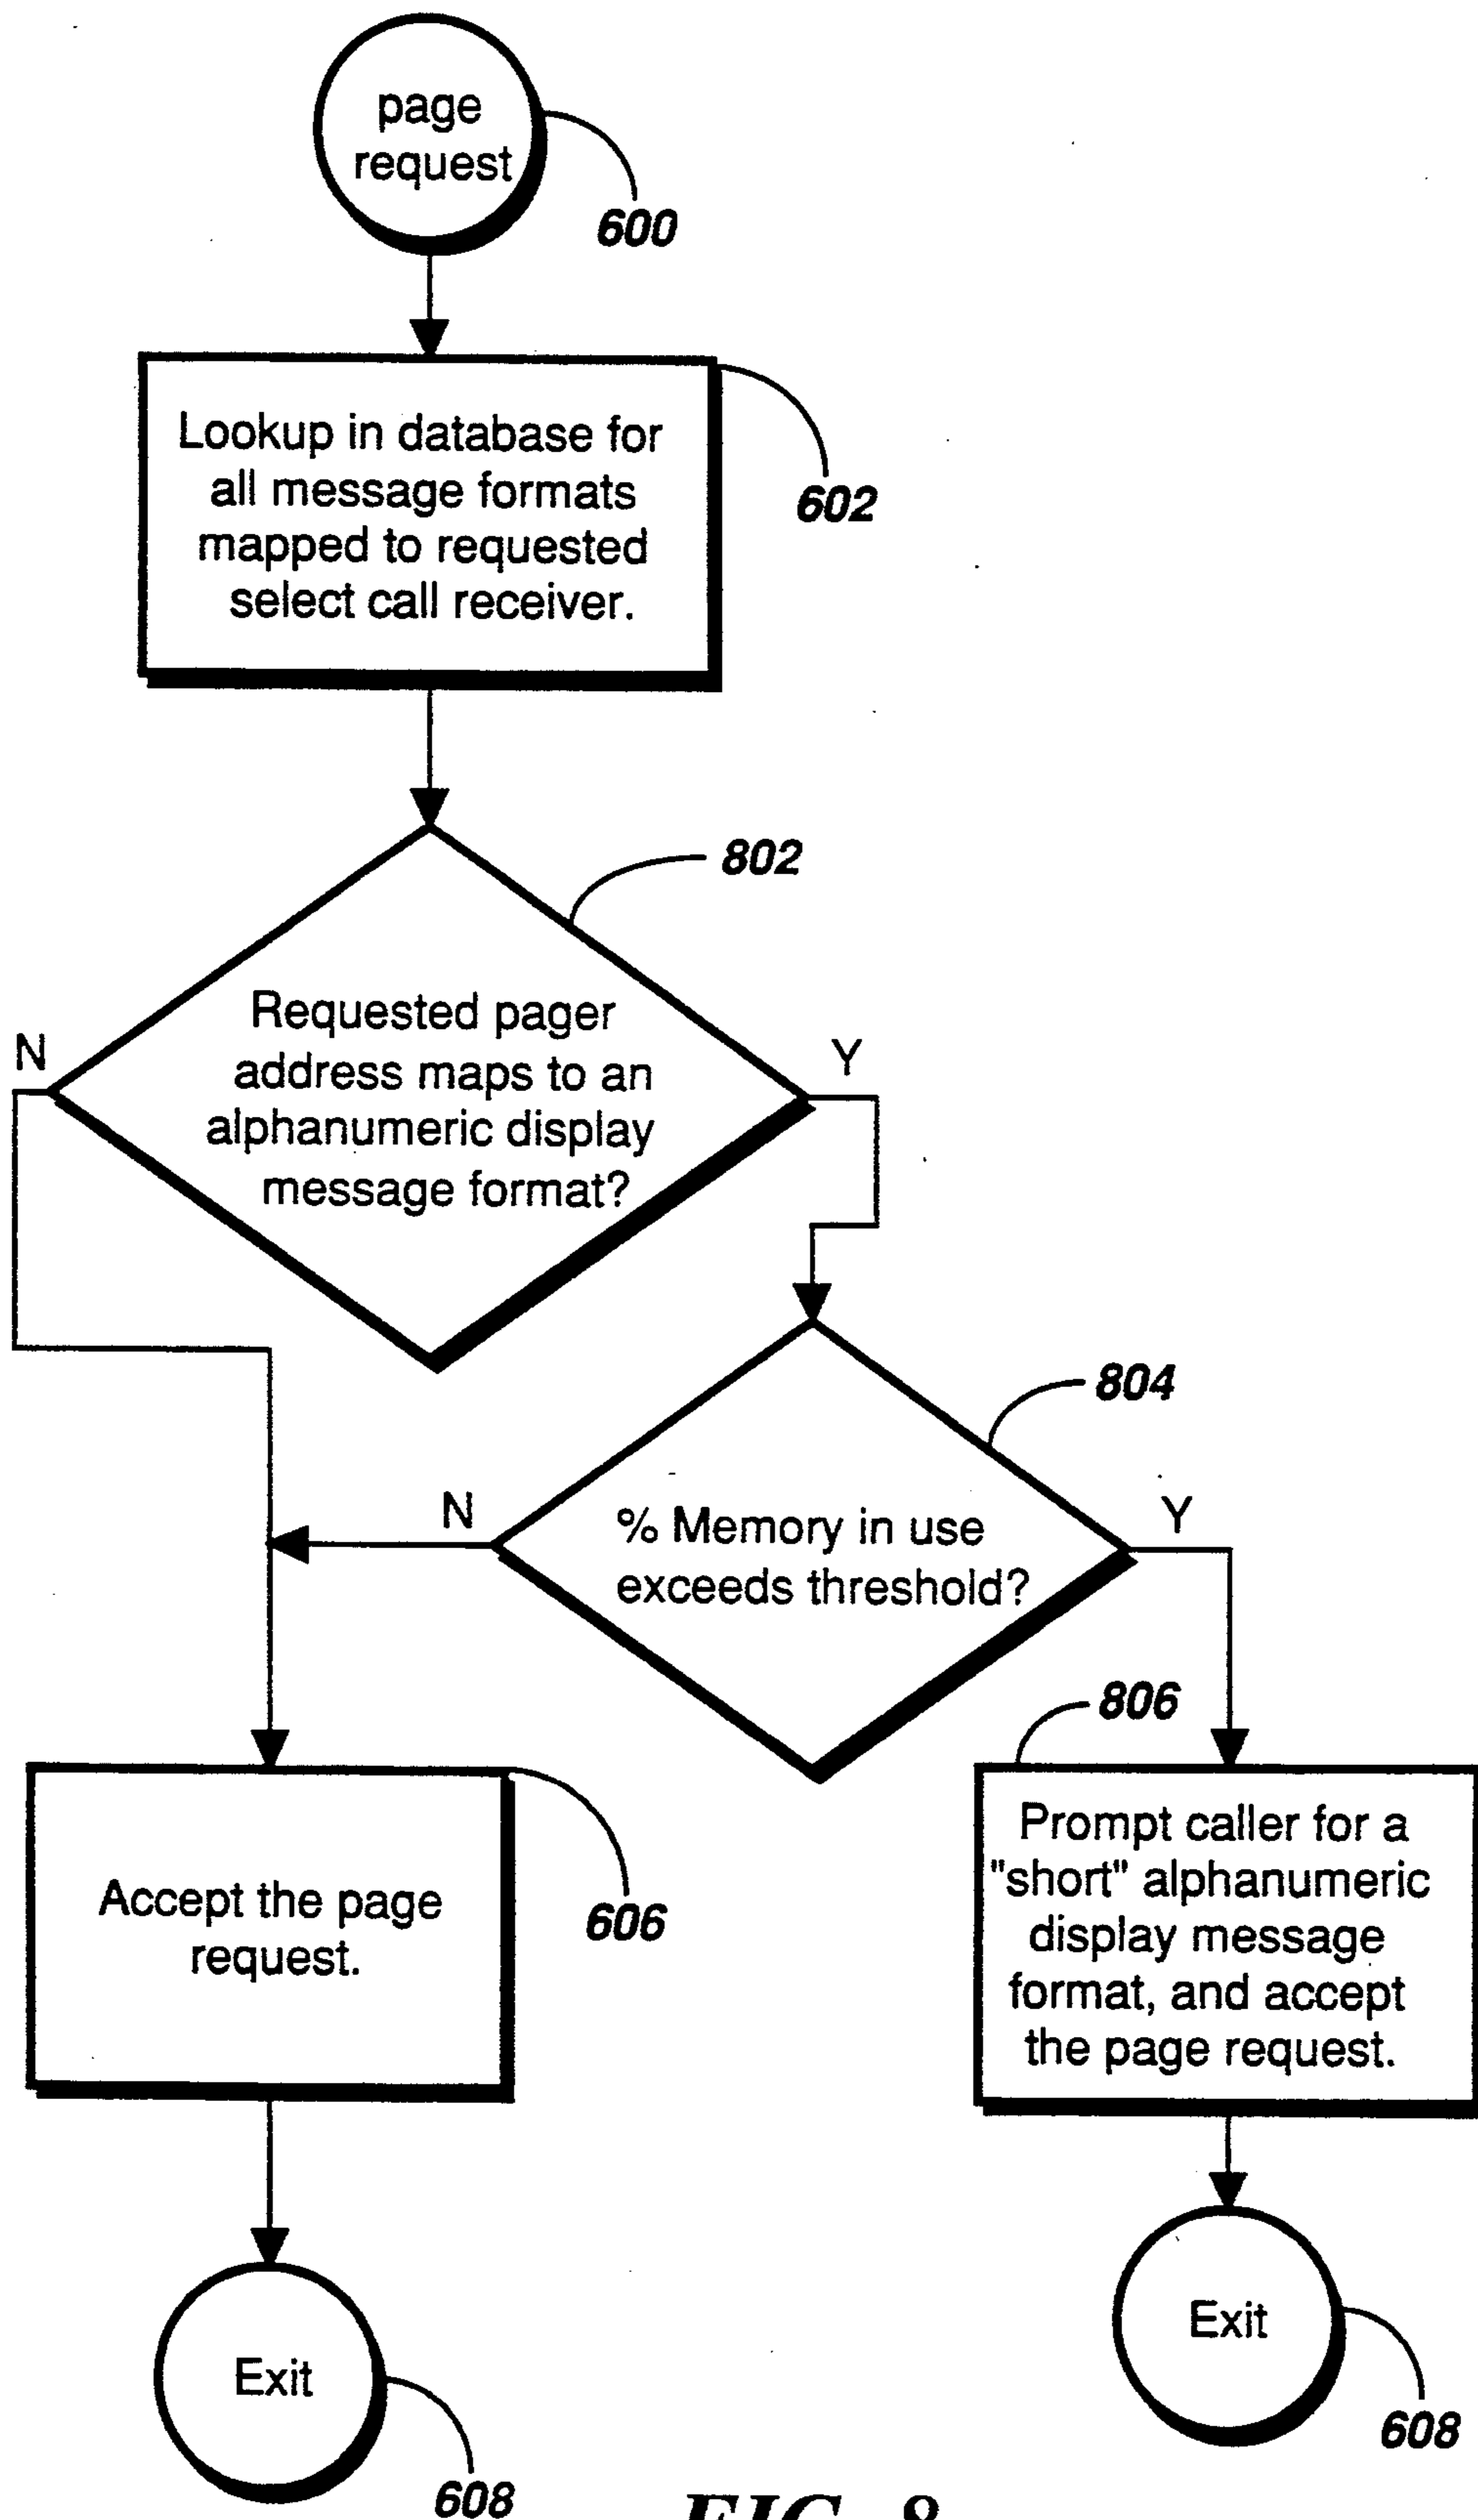 page
request
600
Lookup in database for
all message formats
mapped to requested
select call receiver.
602
802
Requested pager
address maps to an
alphanumeric display
message format?
N
Y
804
% Memory in use
exceeds threshold?
N
Y
806
Accept the page
request.
606
Prompt caller for a
"short" alphanumeric
display message
format, and accept
the page request.
Exit
608
Exit
608
FIG. 8